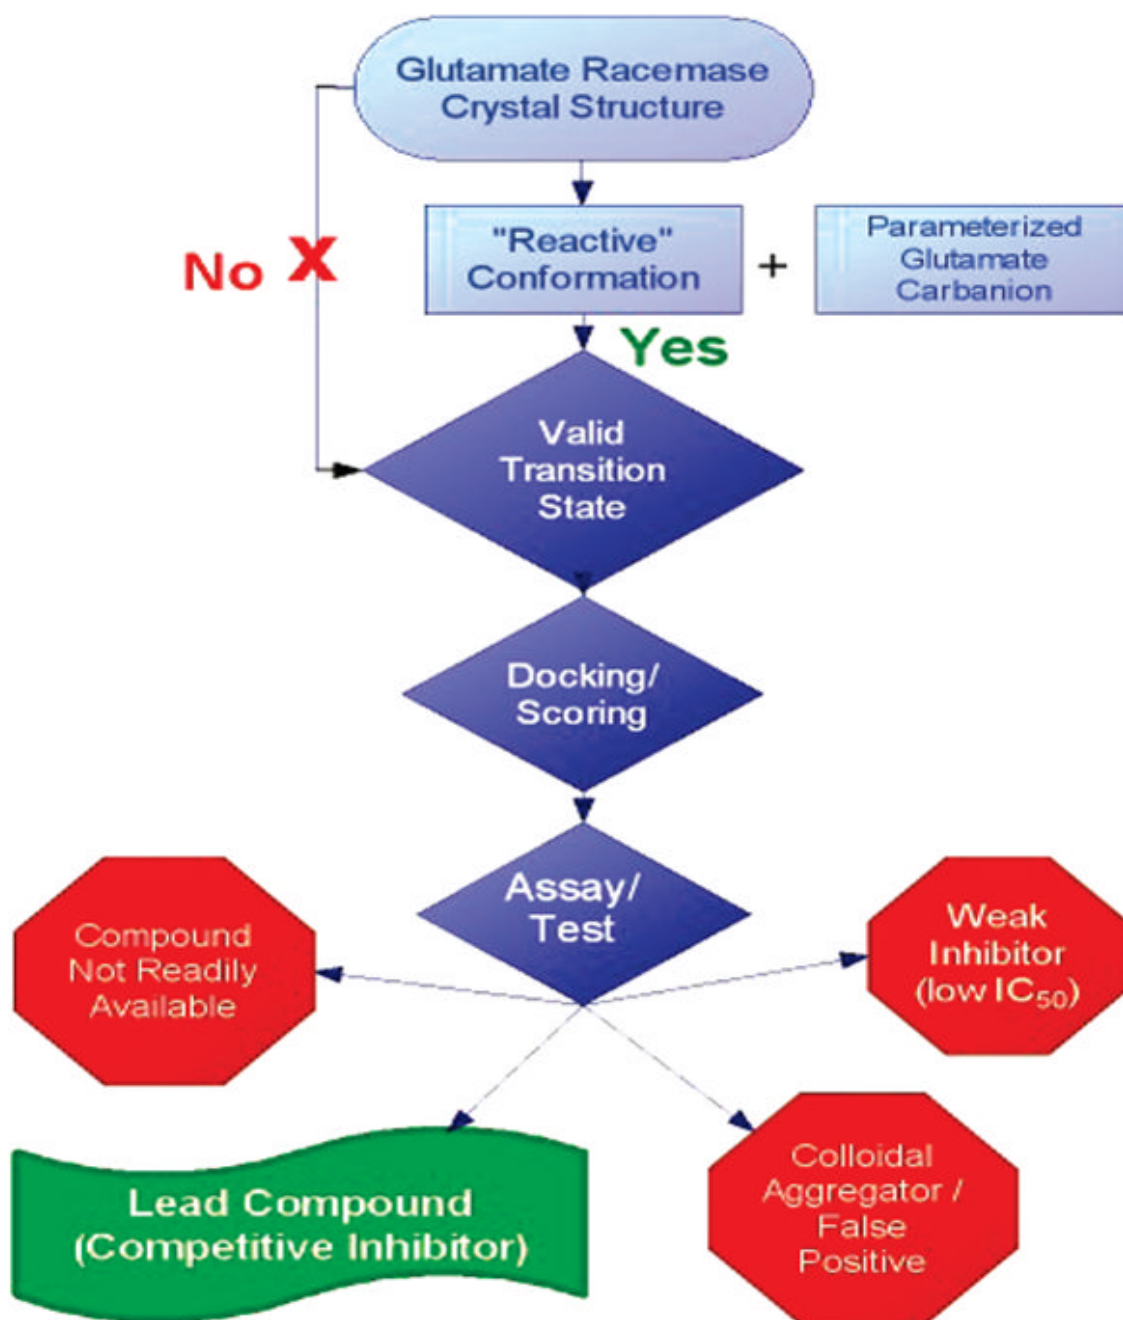 Glutamate Racemase
Crystal Structure
"Reactive"
Conformation
+
Parameterized
Glutamate
Carbanion
No X
Yes
Valid
Transition
State
Docking/
Scoring
Assay/
Test
Compound
Not Readily
Available
Weak
Inhibitor
(low IC₅₀)
Lead Compound
(Competitive Inhibitor)
Colloidal
Aggregator /
False
Positive